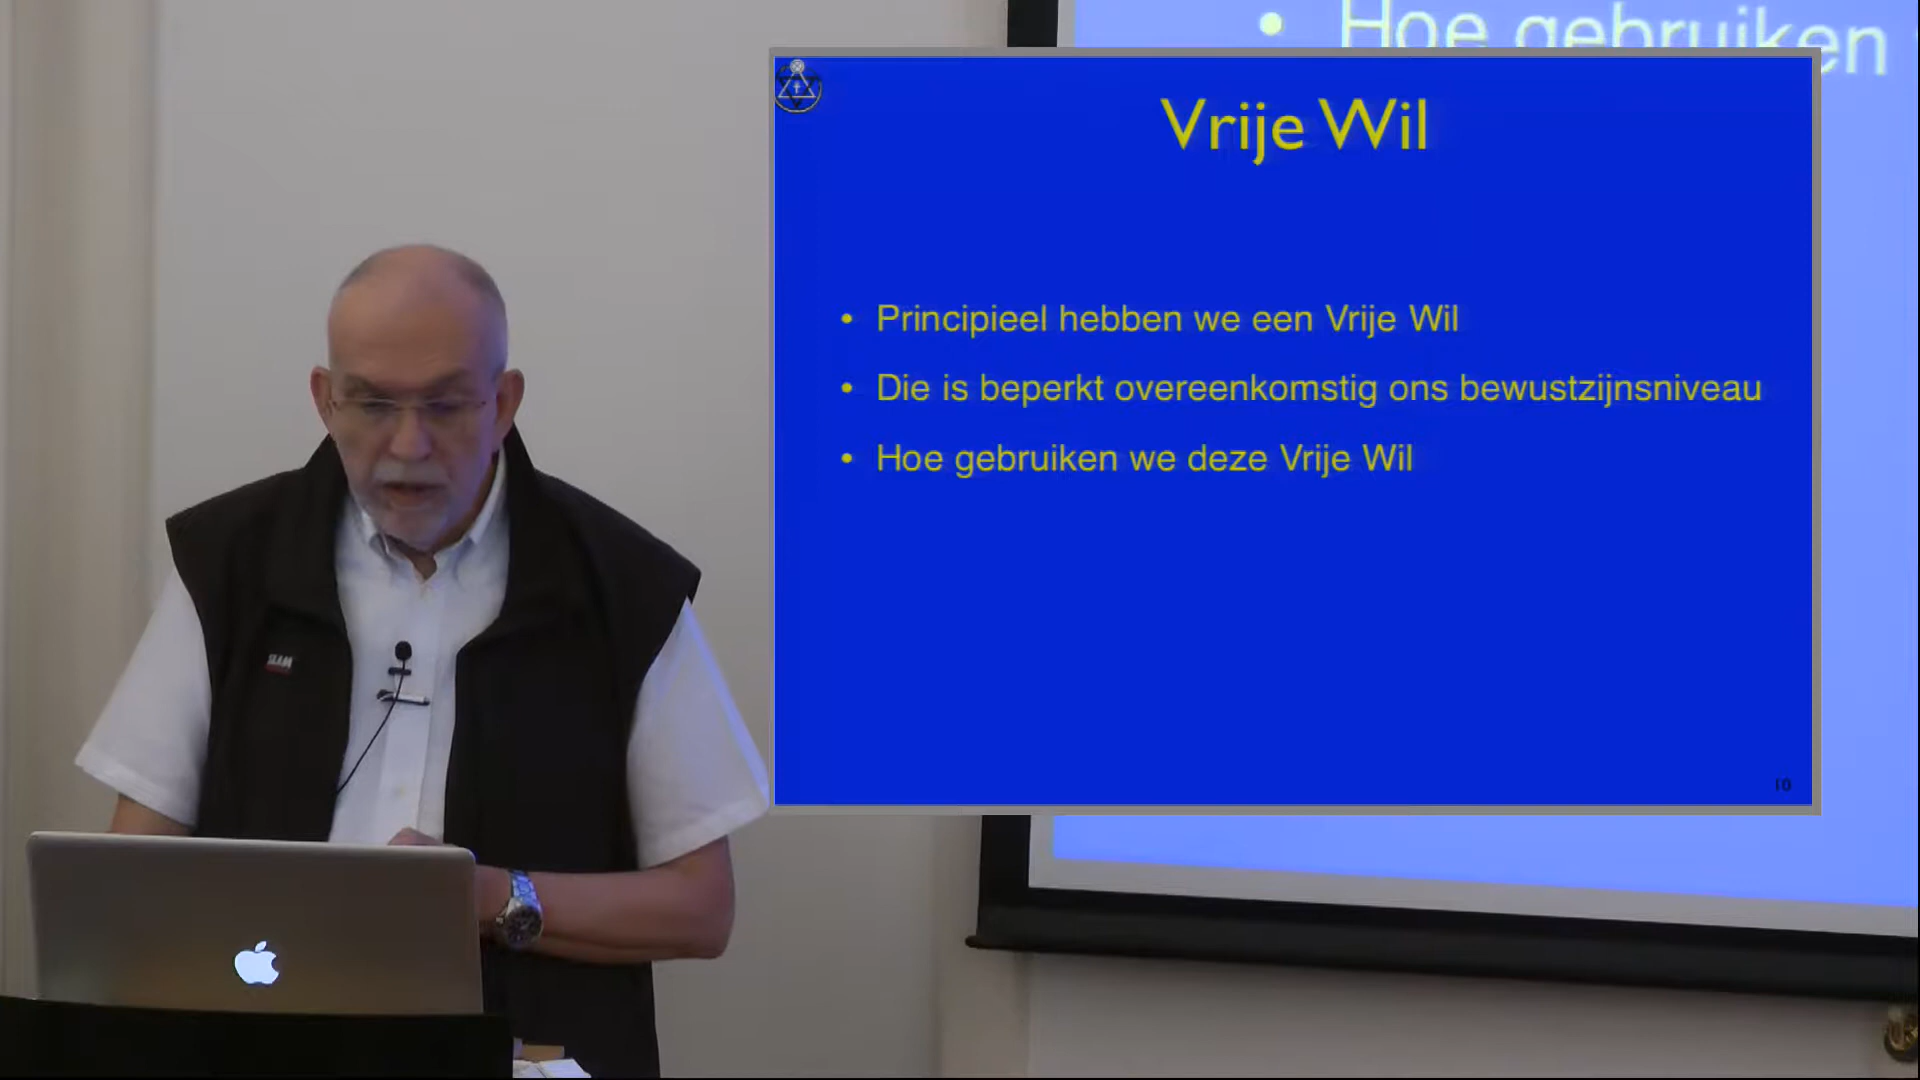 • Hoe gebruiken
Vrije Wil
• Principieel hebben we een Vrije Wil
• Die is beperkt overeenkomstig ons bewustzijnsniveau
• Hoe gebruiken we deze Vrije Wil
10
SLAM